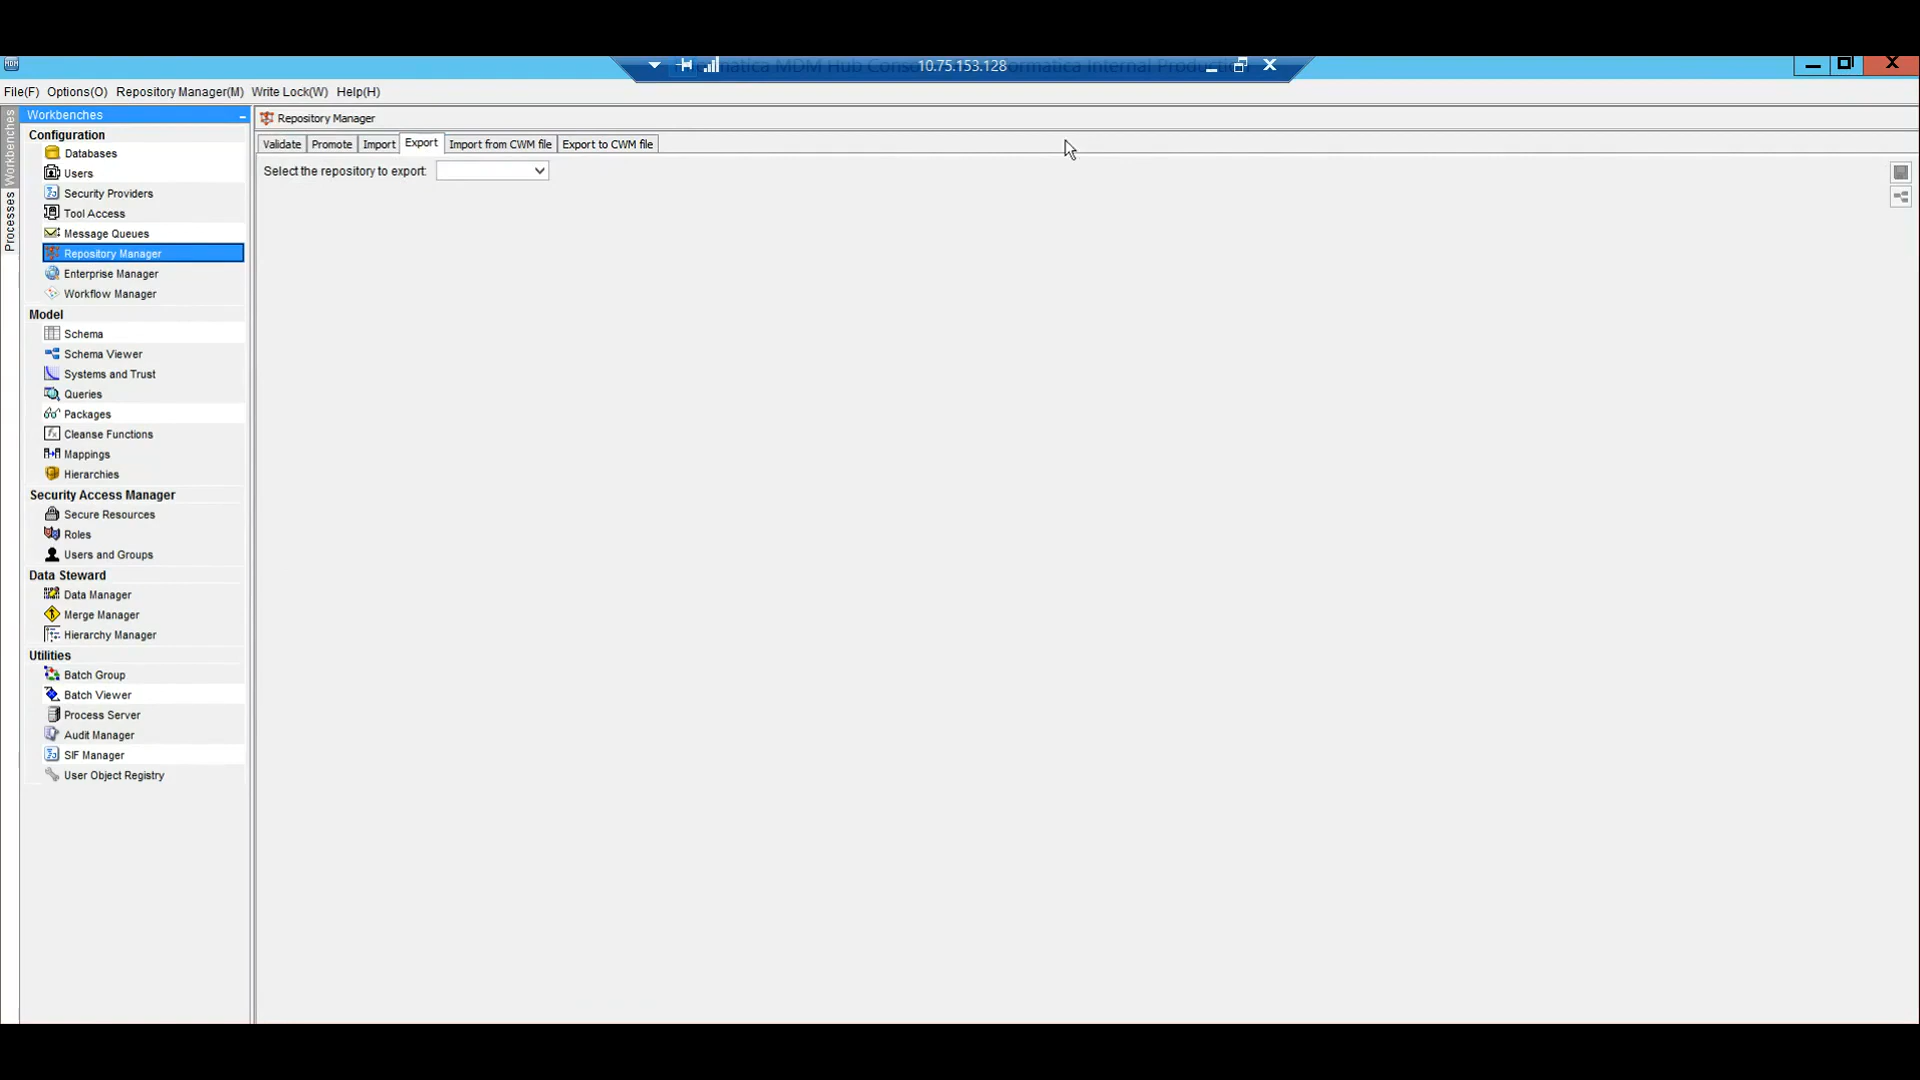 MDM
10.75.153.128
File(F) Options(O) Repository Manager(M) Write Lock(W) Help(H)
Workbenches
Processes
Workbenches
Configuration
Databases
Users
Security Providers
Tool Access
Message Queues
Repository Manager
Enterprise Manager
Workflow Manager
Model
Schema
Schema Viewer
Systems and Trust
Queries
Packages
Cleanse Functions
Mappings
Hierarchies
Security Access Manager
Secure Resources
Roles
Users and Groups
Data Steward
Data Manager
Merge Manager
Hierarchy Manager
Utilities
Batch Group
Batch Viewer
Process Server
Audit Manager
SIF Manager
User Object Registry
Repository Manager
Validate Promote Import Export Import from CWM file Export to CWM file
Select the repository to export: